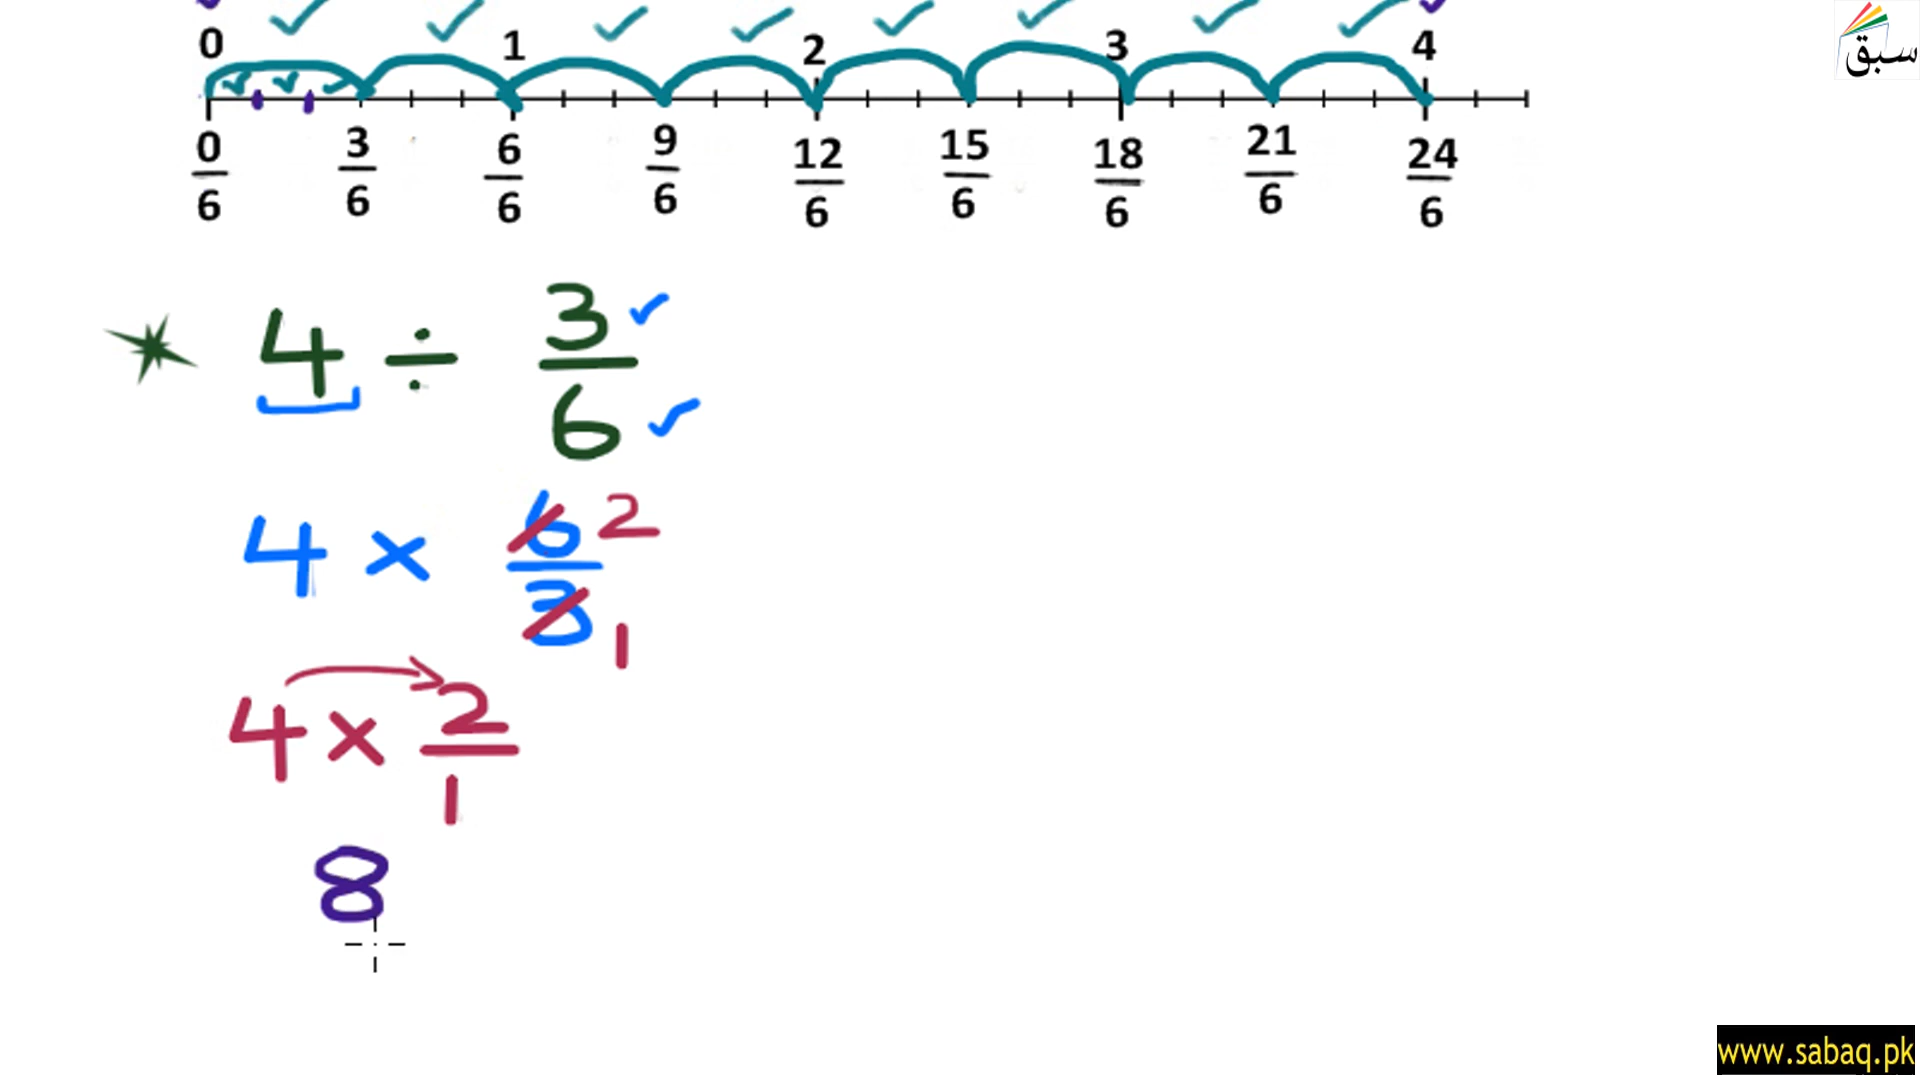 سبق
0 1 2 3 4
0/6 3/6 6/6 9/6 12/6 15/6 18/6 21/6 24/6
4 ÷ 3/6
4 × 6/3 2 1
4 × 2/1
8
www.sabaq.pk